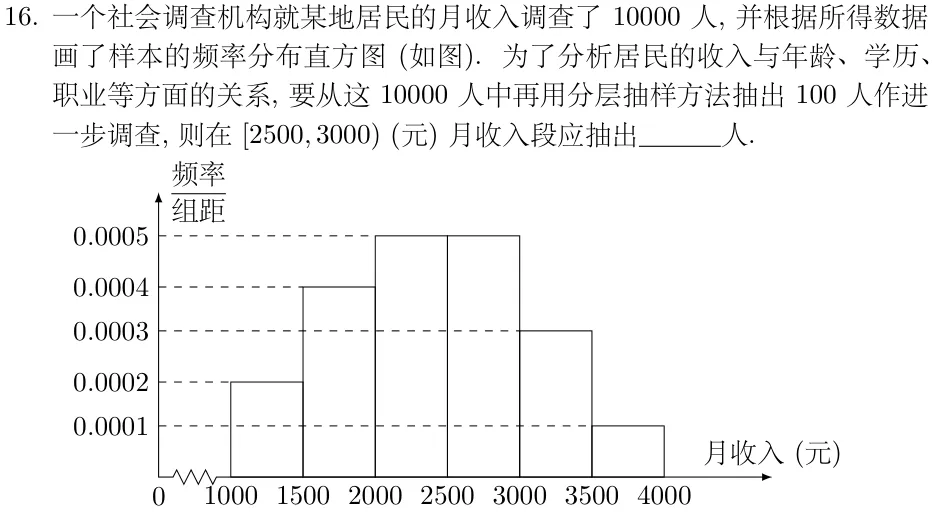 16. 一个社会调查机构就某地居民的月收入调查了 10000 人, 并根据所得数据
画了样本的频率分布直方图 (如图). 为了分析居民的收入与年龄、学历、
职业等方面的关系, 要从这 10000 人中再用分层抽样方法抽出 100 人作进
一步调查, 则在 [2500, 3000) (元) 月收入段应抽出______人.
频率
组距
0.0005
0.0004
0.0003
0.0002
0.0001
月收入 (元)
0 1000 1500 2000 2500 3000 3500 4000